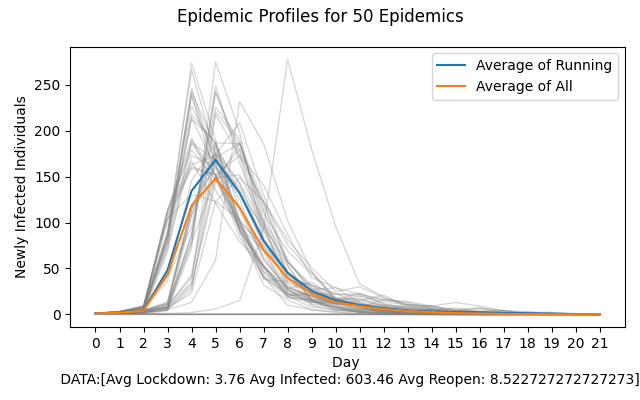 Epidemic Profiles for 50 Epidemics
Average of Running
Average of All
Newly Infected Individuals
250
200
150
100
50
0
0 1 2 3 4 5 6 7 8 9 10 11 12 13 14 15 16 17 18 19 20 21
Day
DATA:[Avg Lockdown: 3.76 Avg Infected: 603.46 Avg Reopen: 8.522727272727273]